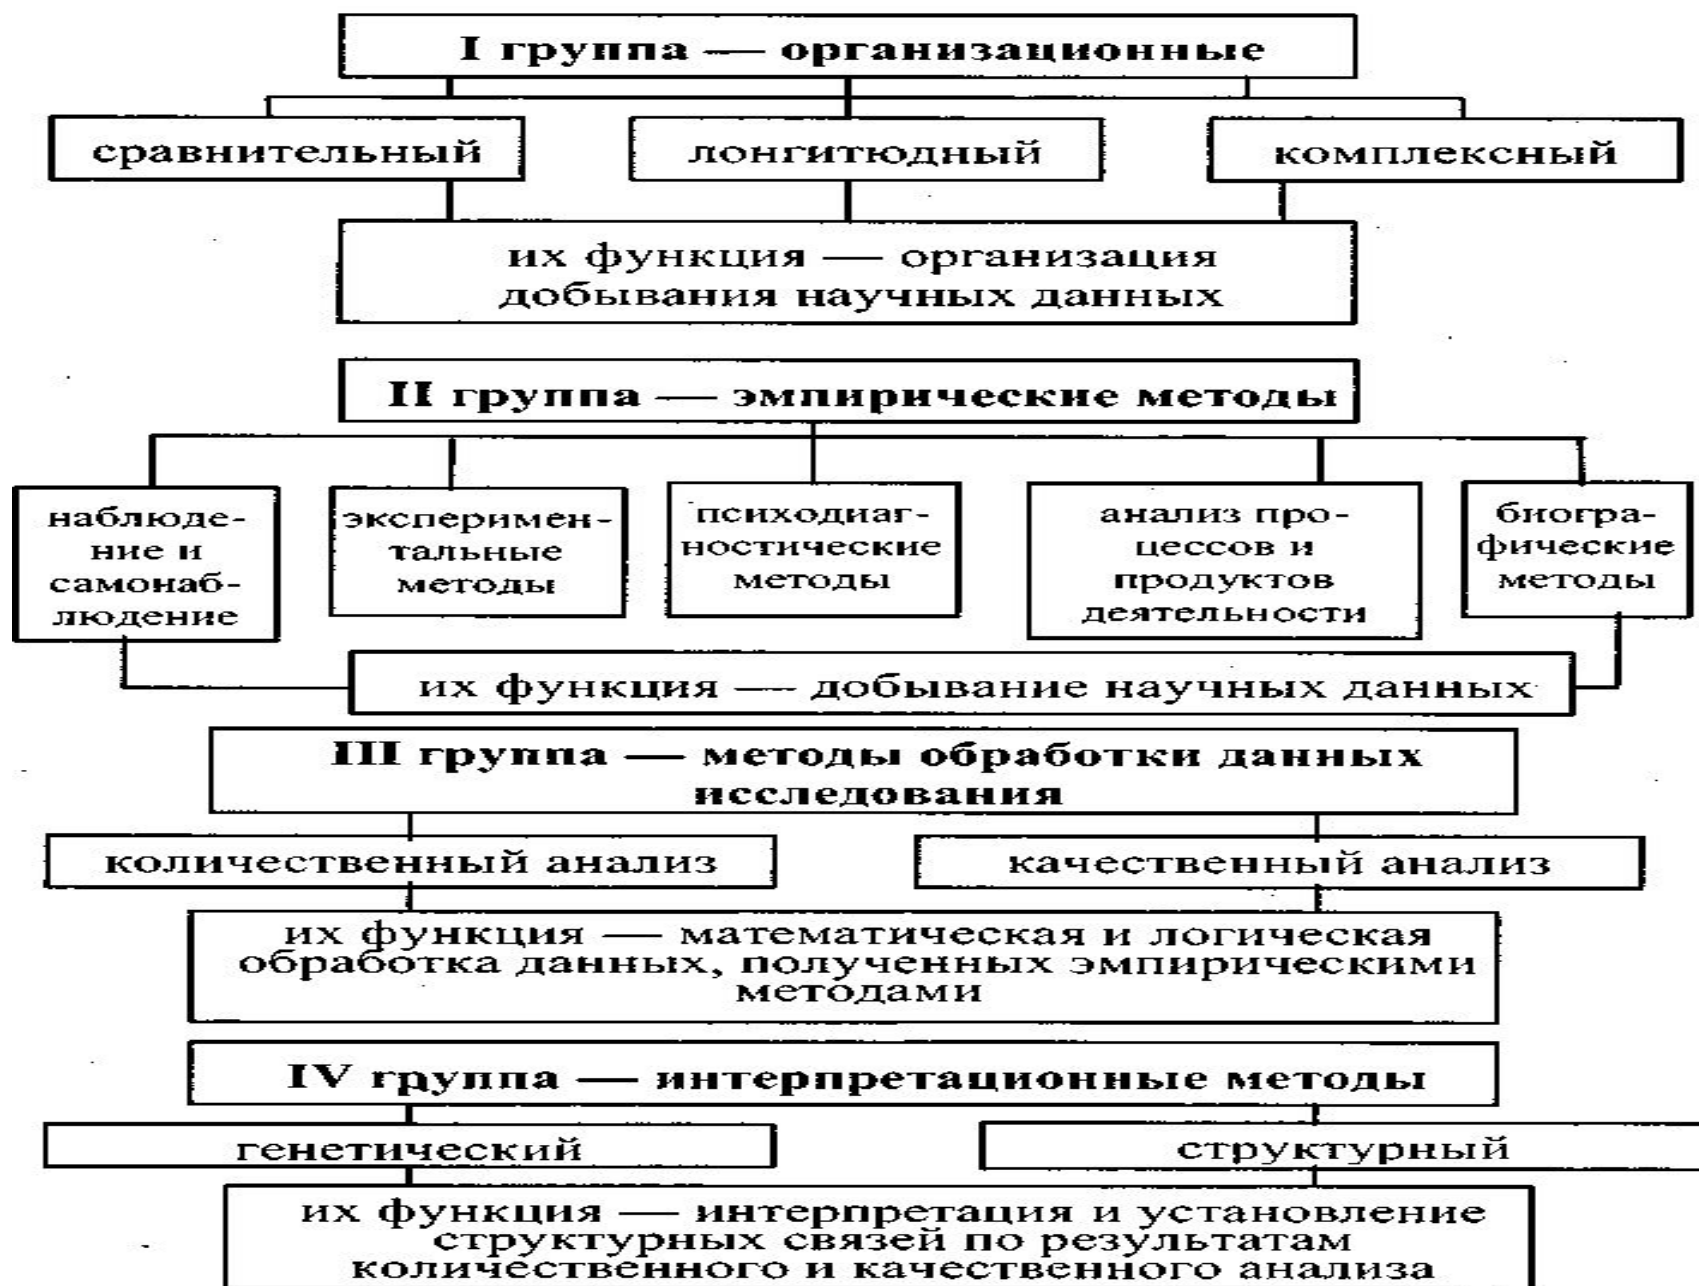 I группа — организационные
сравнительный
лонгитюдный
комплексный
их функция — организация
добывания научных данных
II группа — эмпирические методы
наблюде-
ние и
самонаб-
людение
эксперимен-
тальные
методы
психодиаг-
ностические
методы
анализ про-
цессов и
продуктов
деятельности
биогра-
фические
методы
их функция — добывание научных данных
III группа — методы обработки данных
исследования
количественный анализ
качественный анализ
их функция — математическая и логическая
обработка данных, полученных эмпирическими
методами
IV группа — интерпретационные методы
генетический
структурный
их функция — интерпретация и установление
структурных связей по результатам
количественного и качественного анализа